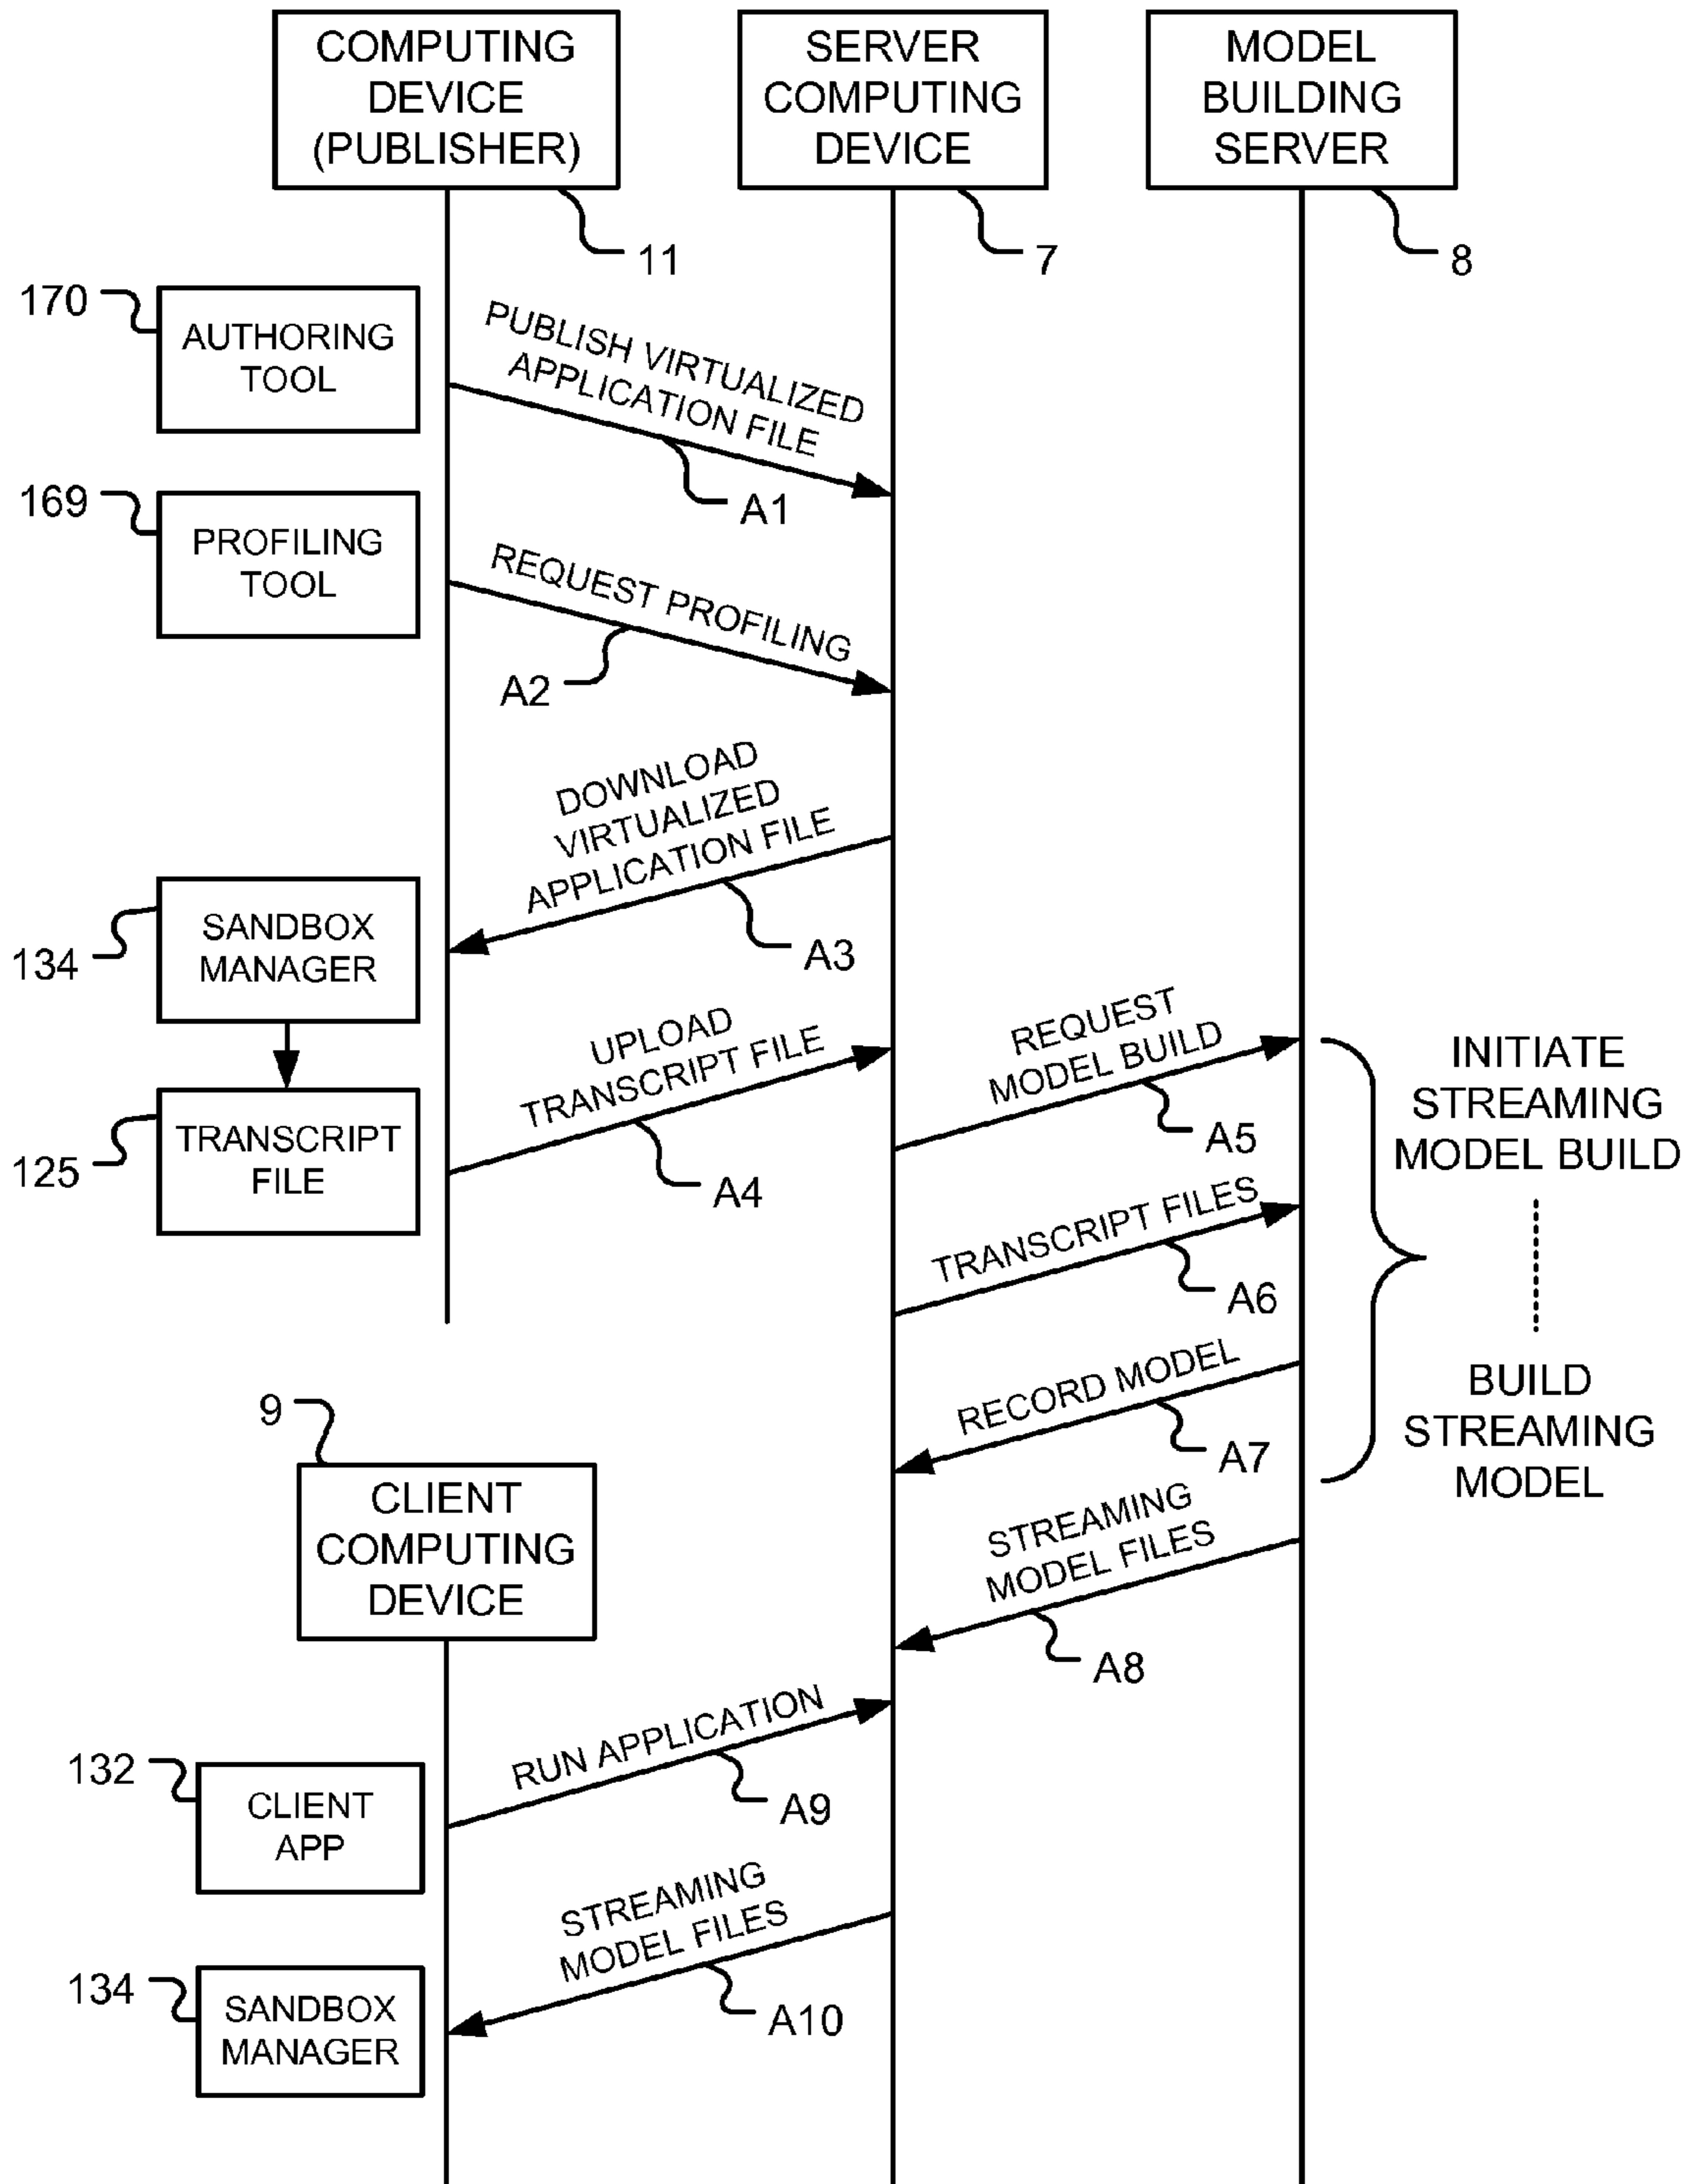 COMPUTING
DEVICE
(PUBLISHER)
SERVER
COMPUTING
DEVICE
MODEL
BUILDING
SERVER
11
7
8
170
AUTHORING
TOOL
PUBLISH VIRTUALIZED
APPLICATION FILE
A1
169
PROFILING
TOOL
REQUEST PROFILING
A2
DOWNLOAD
VIRTUALIZED
APPLICATION FILE
A3
134
SANDBOX
MANAGER
UPLOAD
TRANSCRIPT FILE
A4
125
TRANSCRIPT
FILE
REQUEST
MODEL BUILD
A5
INITIATE
STREAMING
MODEL BUILD
TRANSCRIPT FILES
A6
RECORD MODEL
A7
BUILD
STREAMING
MODEL
9
CLIENT
COMPUTING
DEVICE
STREAMING
MODEL FILES
A8
RUN APPLICATION
A9
132
CLIENT
APP
STREAMING
MODEL FILES
A10
134
SANDBOX
MANAGER